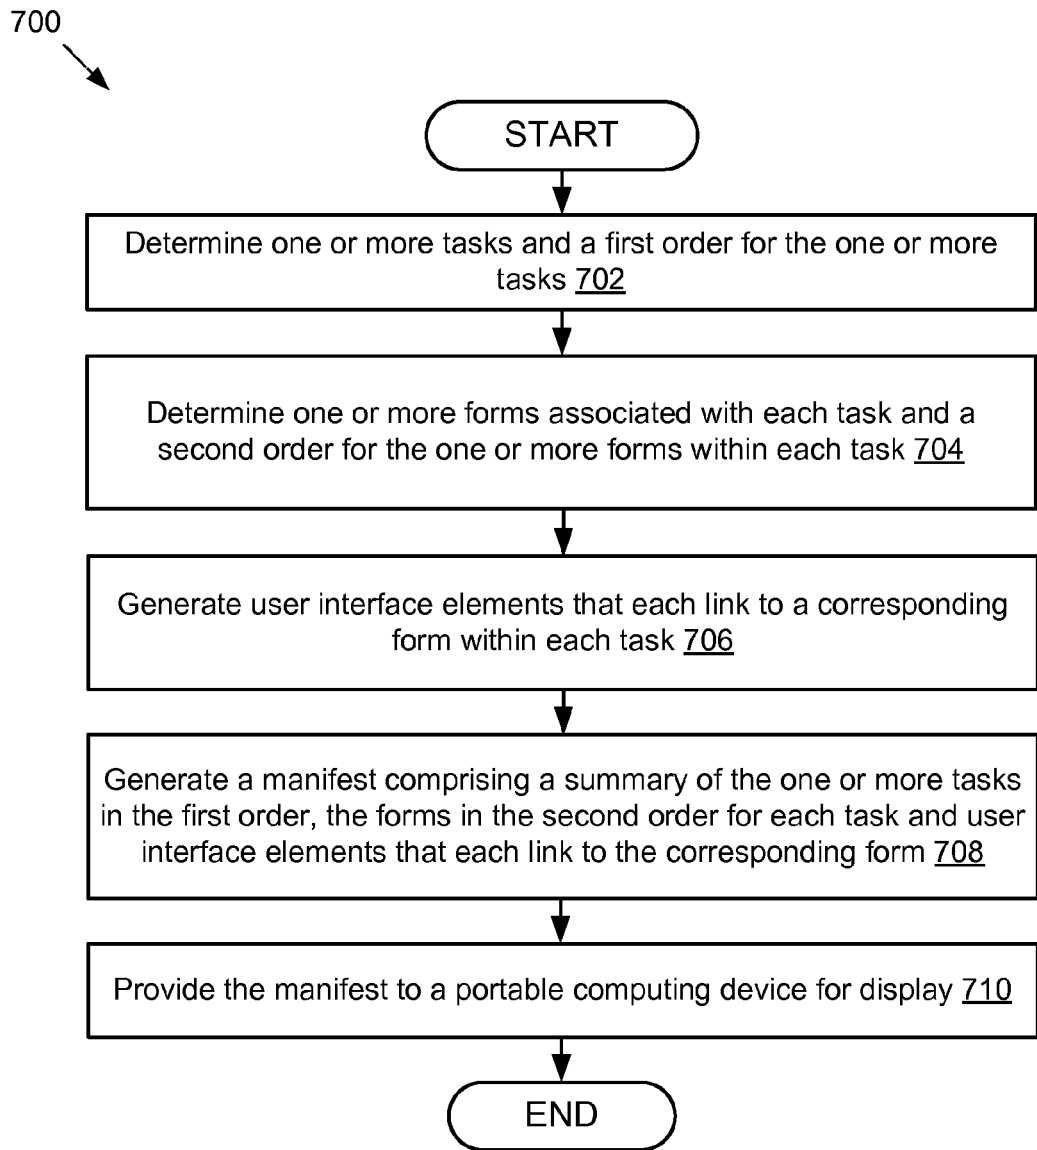 700
START
Determine one or more tasks and a first order for the one or more
tasks 702
Determine one or more forms associated with each task and a
second order for the one or more forms within each task 704
Generate user interface elements that each link to a corresponding
form within each task 706
Generate a manifest comprising a summary of the one or more tasks
in the first order, the forms in the second order for each task and user
interface elements that each link to the corresponding form 708
Provide the manifest to a portable computing device for display 710
END